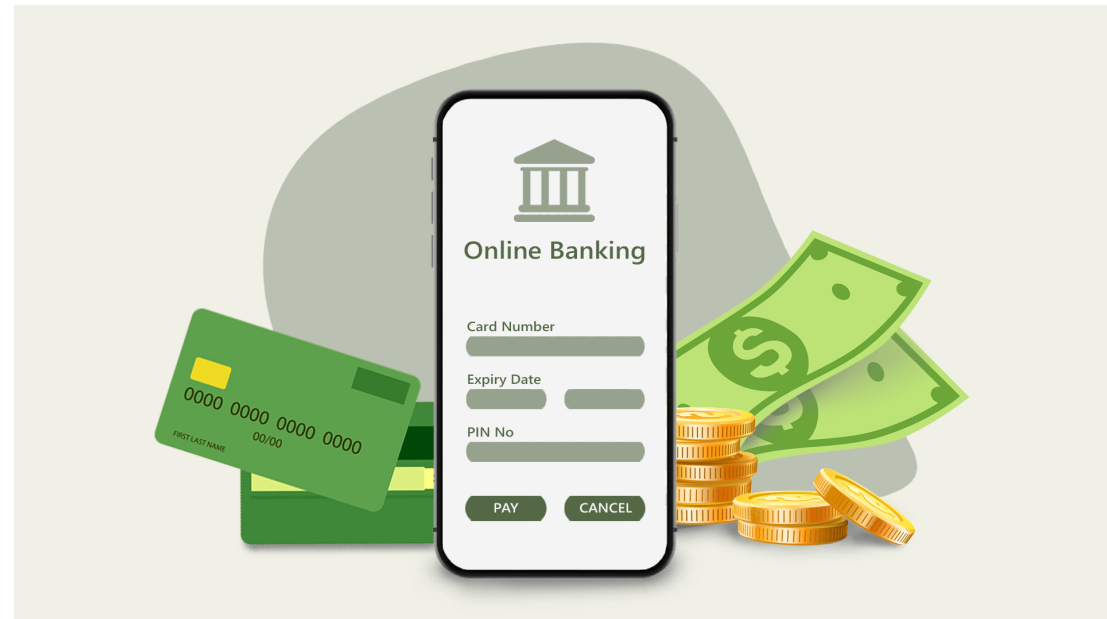 Online Banking
Card Number
Expiry Date
PIN No
PAY CANCEL
0000 0000 0000 0000
00/00
FIRST LAST NAME
$